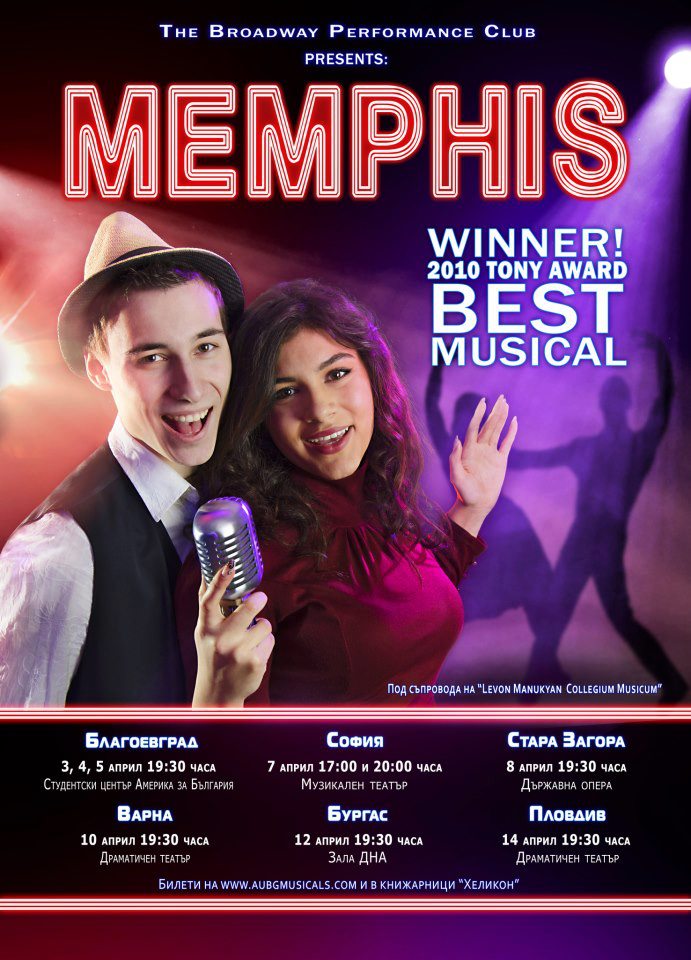 The Broadway Performance Club
PRESENTS:
MEMPHIS
WINNER!
2010 TONY AWARD
BEST
MUSICAL
Под съпровода на "Levon Manukyan Collegium Musicum"
Благоевград
3, 4, 5 април 19:30 часа
Студентски център Америка за България
София
7 април 17:00 и 20:00 часа
Музикален театър
Стара Загора
8 април 19:30 часа
Държавна опера
Варна
10 април 19:30 часа
Драматичен театър
Бургас
12 април 19:30 часа
Зала ДНА
Пловдив
14 април 19:30 часа
Драматичен театър
Билети на www.aubgmusicals.com и в книжарници "Хеликон"